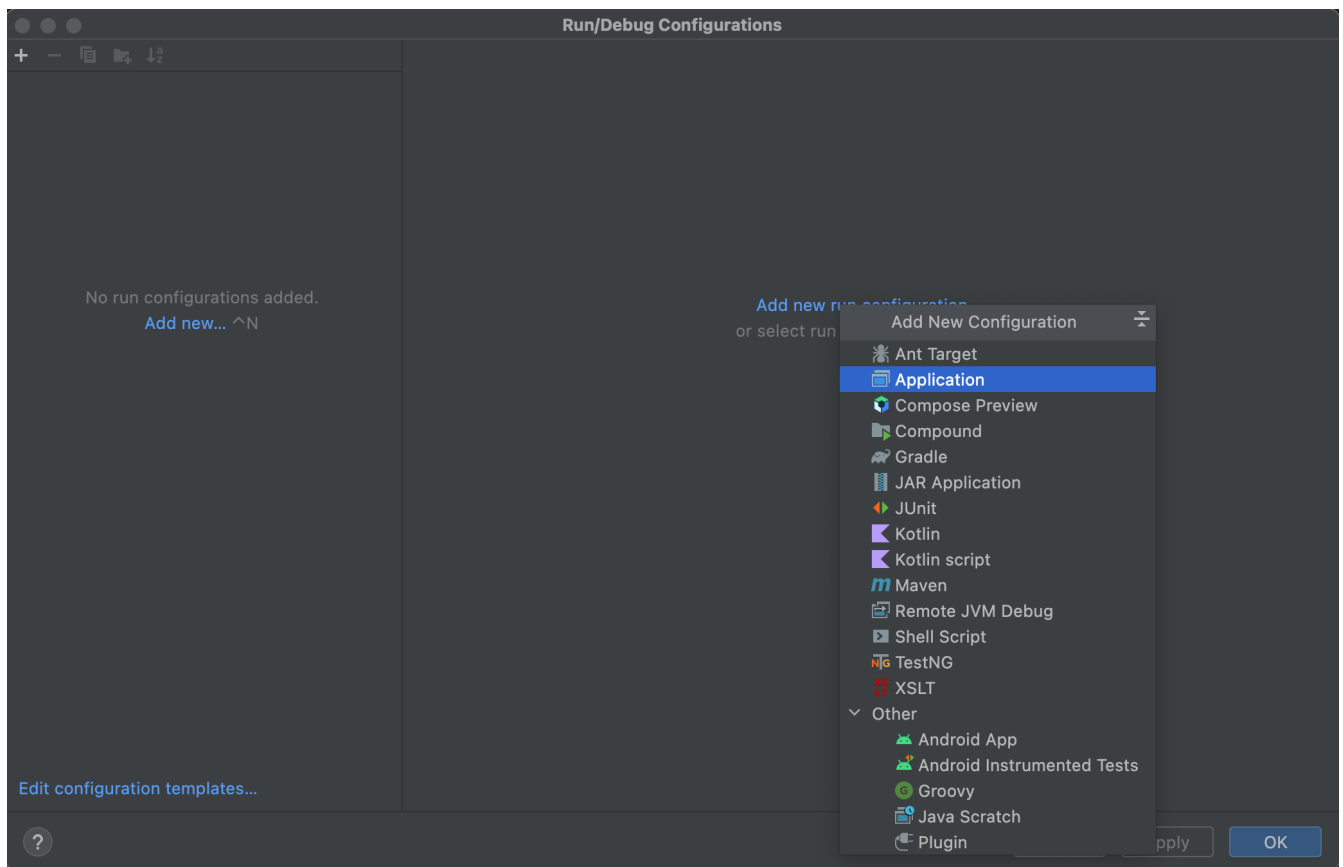 Run/Debug Configurations
No run configurations added.
Add new... ^N
Add new run configuration
or select run
Add New Configuration
Ant Target
Application
Compose Preview
Compound
Gradle
JAR Application
JUnit
Kotlin
Kotlin script
Maven
Remote JVM Debug
Shell Script
TestNG
XSLT
Other
Android App
Android Instrumented Tests
Groovy
Java Scratch
Plugin
Edit configuration templates...
?
pply
OK